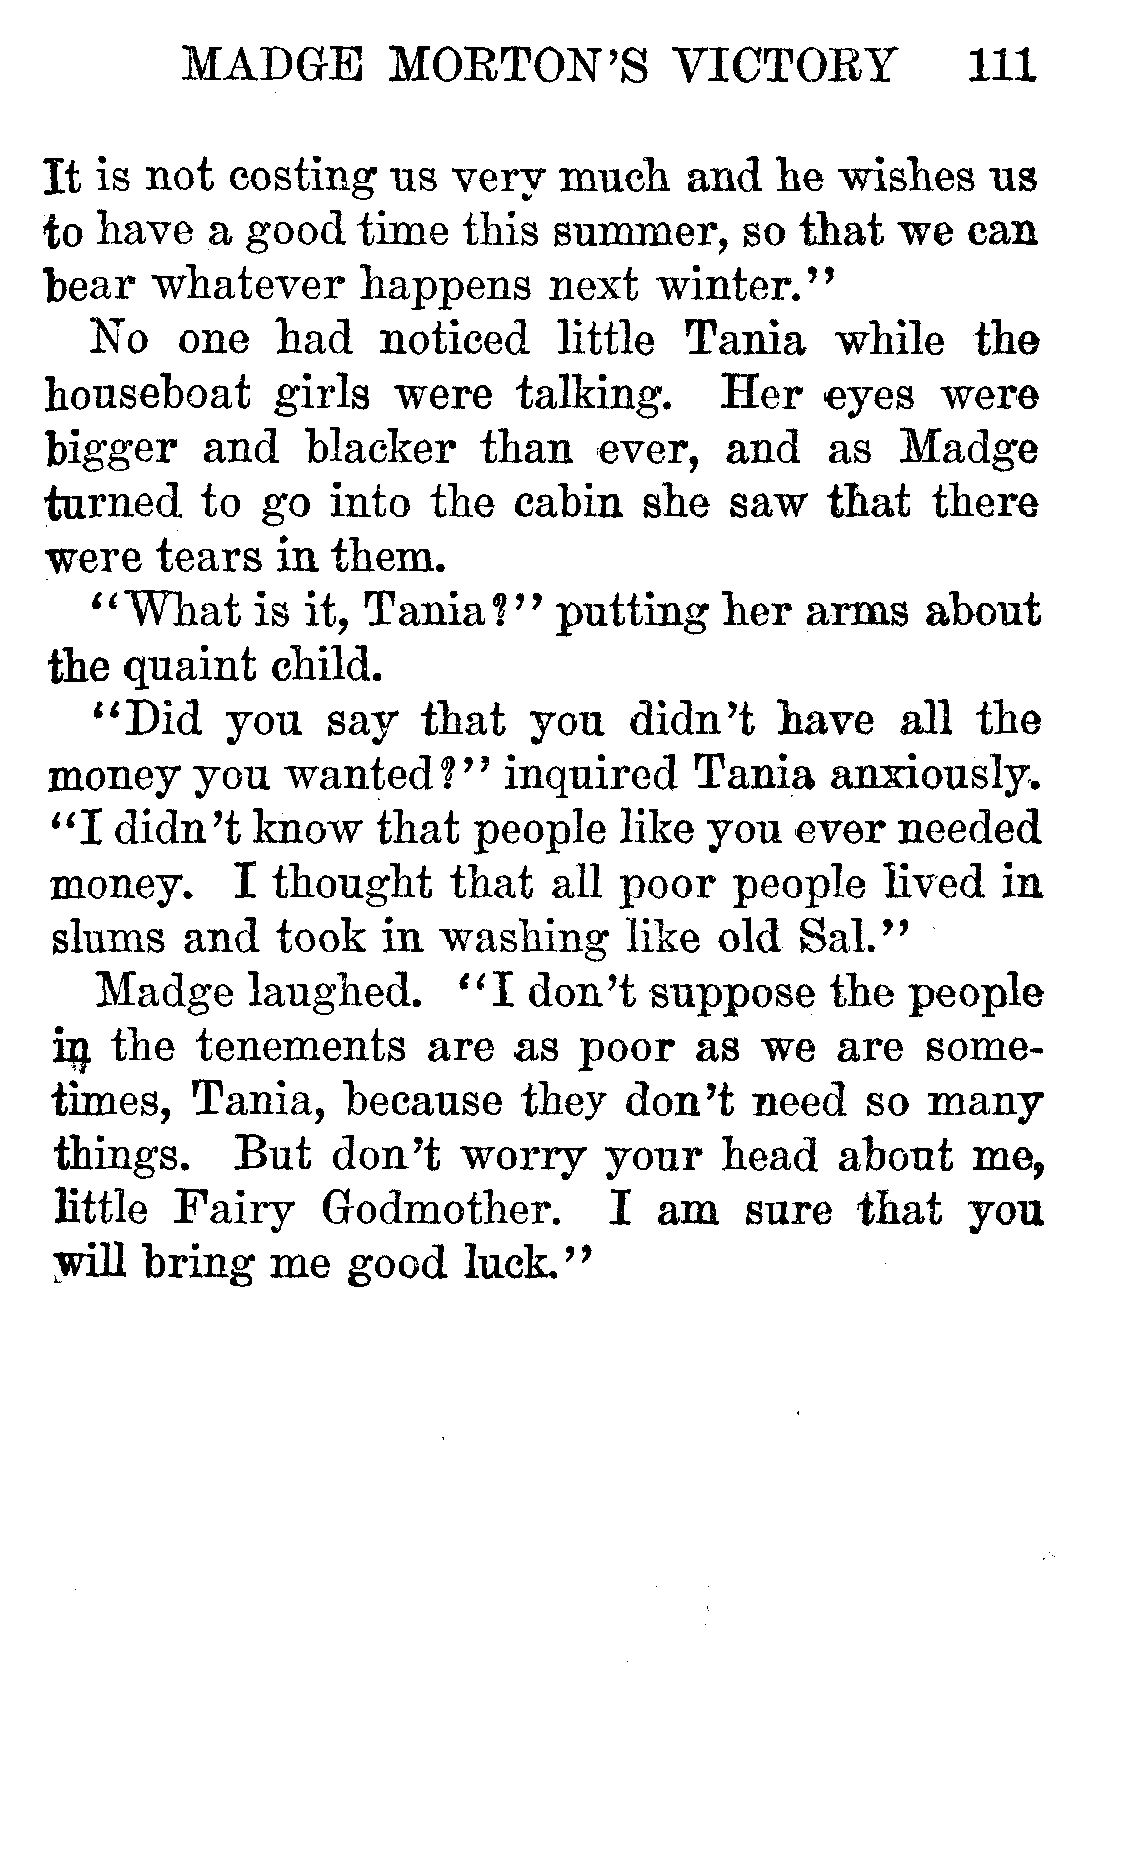 MADGE MORTON'S VICTORY 111
It is not costing us very much and he wishes us
to have a good time this summer, so that we can
bear whatever happens next winter."
No one had noticed little Tania while the
houseboat girls were talking. Her eyes were
bigger and blacker than ever, and as Madge
turned to go into the cabin she saw that there
were tears in them.
"What is it, Tania?" putting her arms about
the quaint child.
"Did you say that you didn't have all the
money you wanted?" inquired Tania anxiously.
"I didn't know that people like you ever needed
money. I thought that all poor people lived in
slums and took in washing like old Sal."
Madge laughed. "I don't suppose the people
in the tenements are as poor as we are some-
times, Tania, because they don't need so many
things. But don't worry your head about me,
little Fairy Godmother. I am sure that you
will bring me good luck."